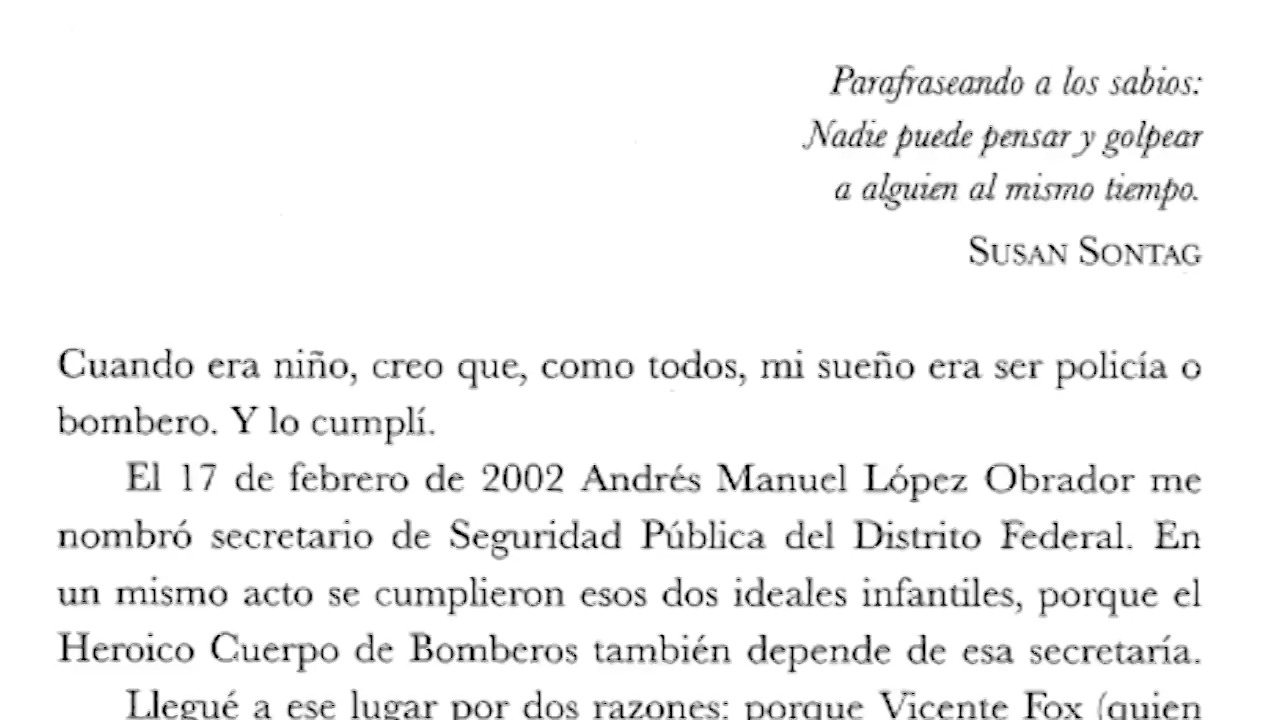 Parafraseando a los sabios:
Nadie puede pensar y golpear
a alguien al mismo tiempo.
SUSAN SONTAG
Cuando era niño, creo que, como todos, mi sueño era ser policía o
bombero. Y lo cumplí.
El 17 de febrero de 2002 Andrés Manuel López Obrador me
nombró secretario de Seguridad Pública del Distrito Federal. En
un mismo acto se cumplieron esos dos ideales infantiles, porque el
Heroico Cuerpo de Bomberos también depende de esa secretaría.
Llegué a ese lugar por dos razones: porque Vicente Fox (quien